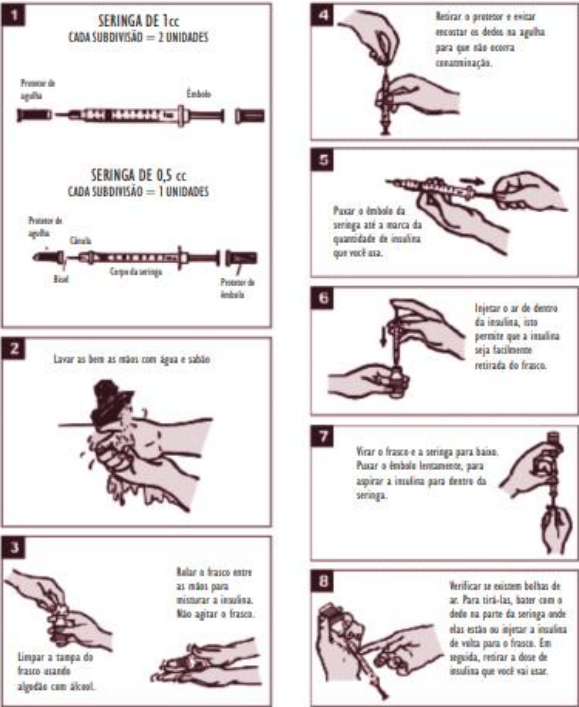 1
SERINGA DE 1cc
CADA SUBDIVISÃO = 2 UNIDADES
Protetor de
agulha
Êmbolo
SERINGA DE 0,5 cc
CADA SUBDIVISÃO = 1 UNIDADES
Protetor de
agulha
Cânula
Bisel
Corpo da seringa
Protetor de
êmbolo
2
Lavar as bem as mãos com água e sabão
3
Rolar o frasco entre
as mãos para
misturar a insulina.
Não agitar o frasco.
Limpar a tampa do
frasco usando
algodão com álcool.
4
Retirar o protetor e evitar
encostar os dedos na agulha
para que não ocorra
conatminação.
5
Puxar o êmbolo da
seringa até a marca da
quantidade de insulina
que você usa.
6
Injetar o ar de dentro
da insulina, isto
permite que a insulina
seja facilmente
retirada do frasco.
7
Virar o frasco e a seringa para baixo.
Puxar o êmbolo lentamente, para
aspirar a insulina para dentro da
seringa.
8
Verificar se existem bolhas de
ar. Para tirá-las, bater com o
dedo na parte da seringa onde
elas estão ou injetar a insulina
de volta para o frasco. Em
seguida, retirar a dose de
insulina que você vai usar.